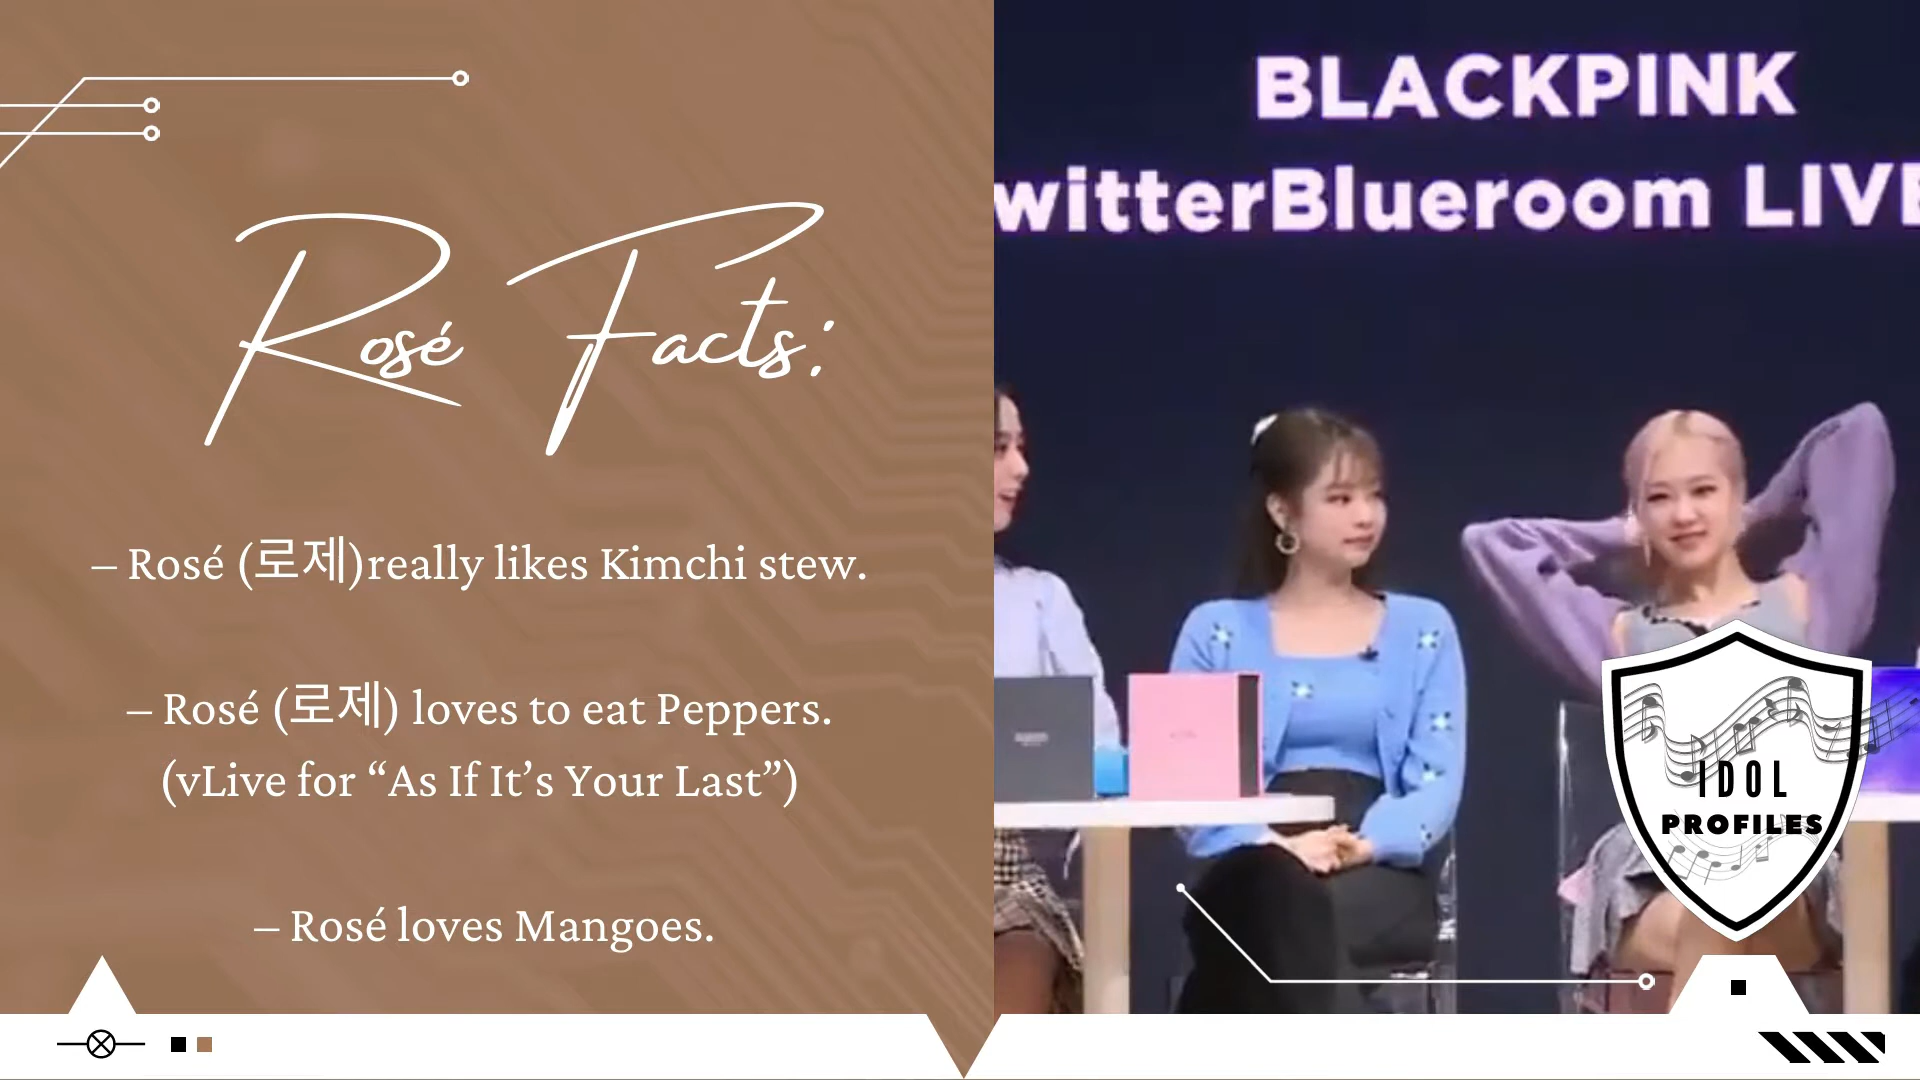 Rosé Facts:
– Rosé (로제)really likes Kimchi stew.
– Rosé (로제) loves to eat Peppers.
(vLive for “As If It’s Your Last”)
– Rosé loves Mangoes.
BLACKPINK
witterBlueroom LIVE
IDOL
PROFILES